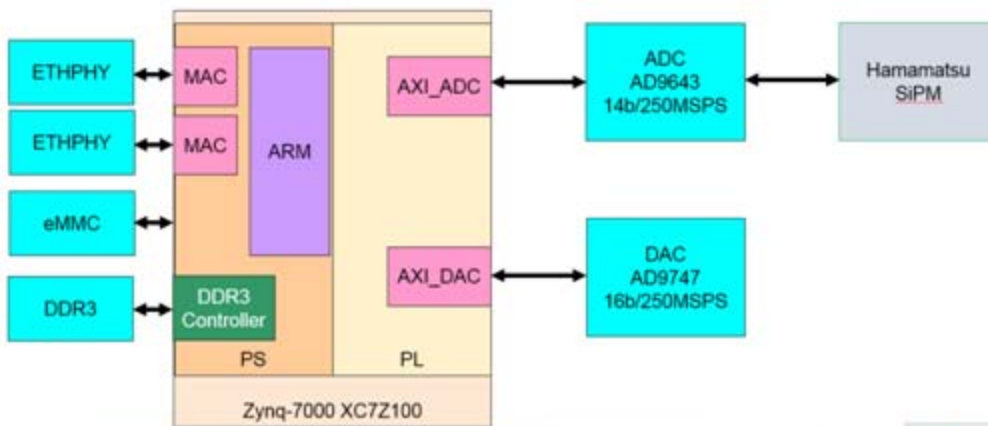 ETHPHY
MAC
ETHPHY
MAC
eMMC
DDR3
DDR3
Controller
ARM
PS
AXI_ADC
AXI_DAC
PL
Zynq-7000 XC7Z100
ADC
AD9643
14b/250MSPS
Hamamatsu
SiPM
DAC
AD9747
16b/250MSPS